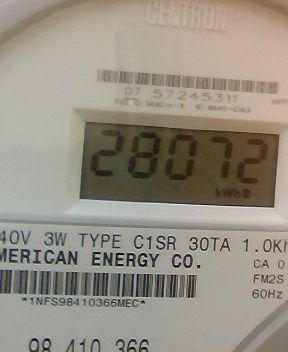 CENTRON
07 57245311
28072
kWh
40V 3W TYPE C1SR 30TA 1.0Kh
MERICAN ENERGY CO.
CA 0
FM2S
60Hz
*1NFS98410366MEC*
98 410 366